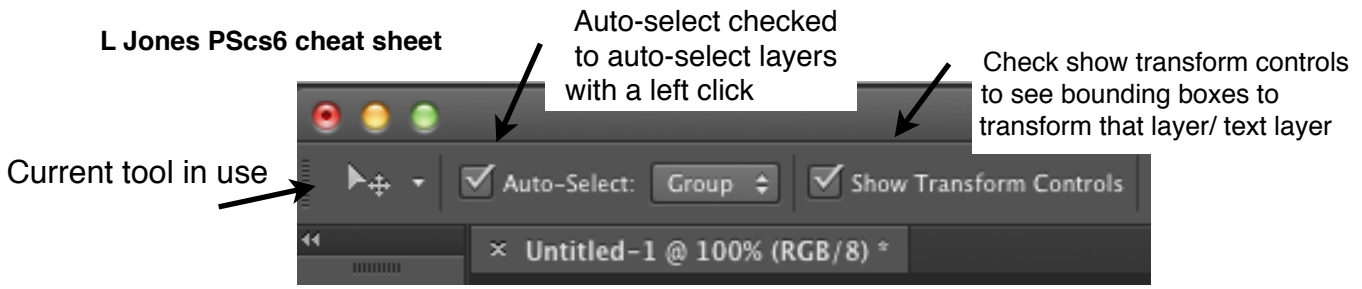 L Jones PScs6 cheat sheet
Auto-select checked
to auto-select layers
with a left click
Check show transform controls
to see bounding boxes to
transform that layer/ text layer
Current tool in use
Auto-Select: Group Show Transform Controls
× Untitled-1 @ 100% (RGB/8) *